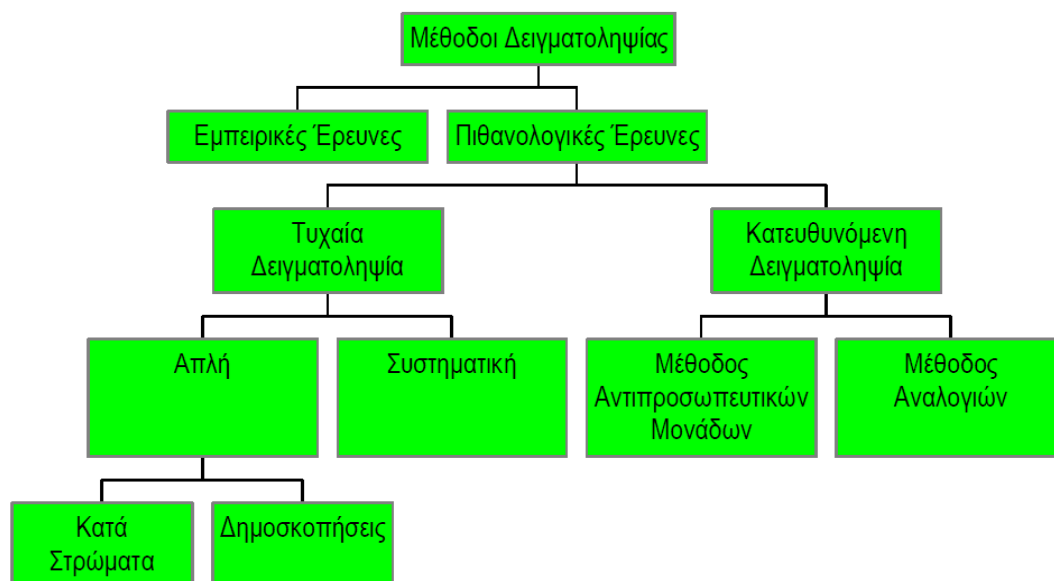 Μέθοδοι Δειγματοληψίας
Εμπειρικές Έρευνες
Πιθανολογικές Έρευνες
Τυχαία
Δειγματοληψία
Κατευθυνόμενη
Δειγματοληψία
Απλή
Συστηματική
Μέθοδος
Αντιπροσωπευτικών
Μονάδων
Μέθοδος
Αναλογιών
Κατά
Στρώματα
Δημοσκοπήσεις